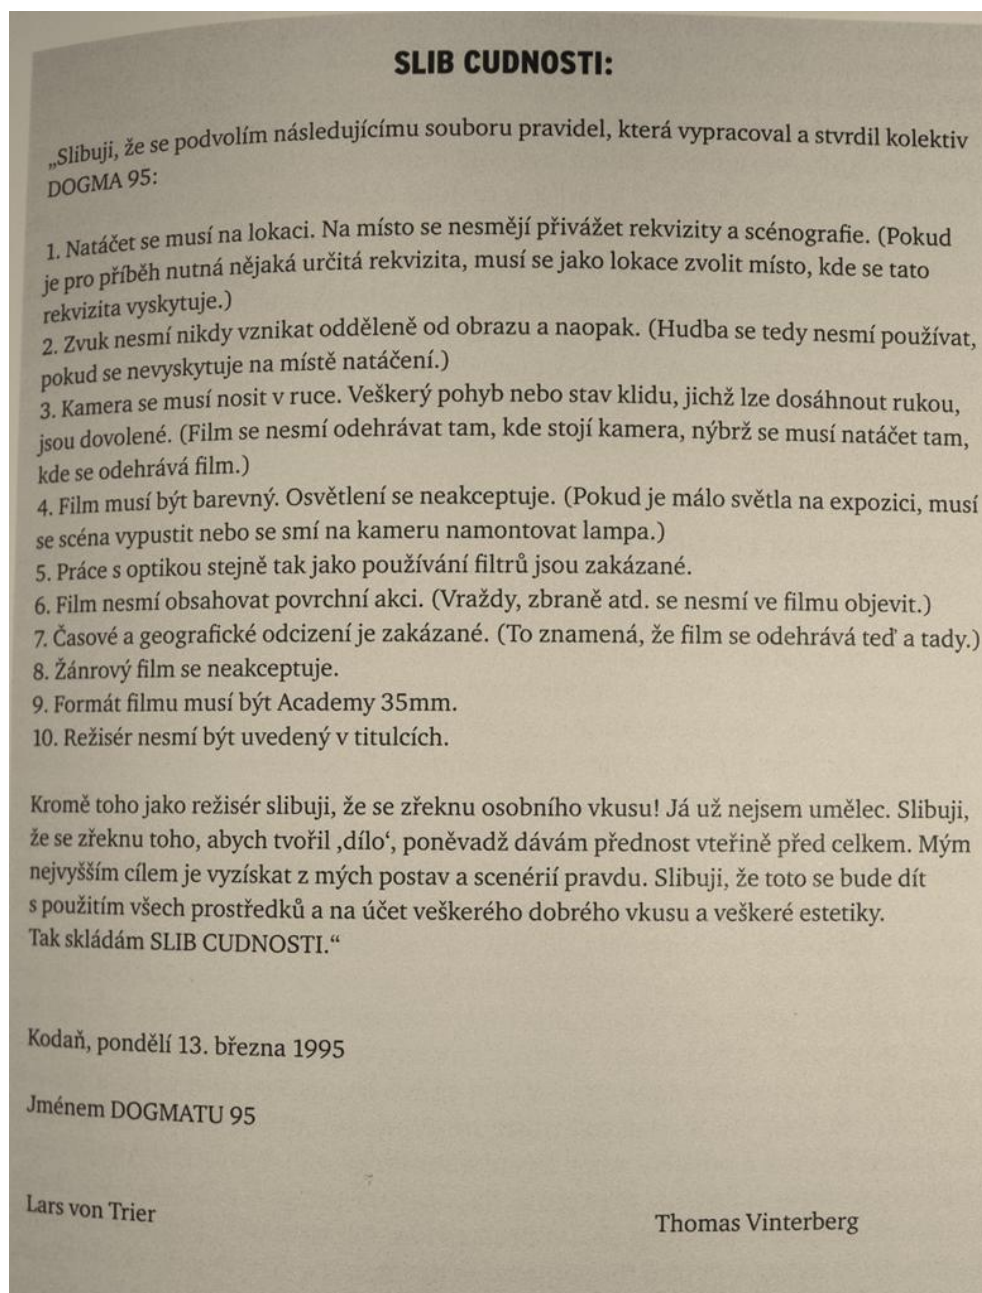 SLIB CUDNOSTI:
„Slibuji, že se podvolím následujícímu souboru pravidel, která vypracoval a stvrdil kolektiv
DOGMA 95:
1. Natáčet se musí na lokaci. Na místo se nesmějí přivážet rekvizity a scénografie. (Pokud
je pro příběh nutná nějaká určitá rekvizita, musí se jako lokace zvolit místo, kde se tato
rekvizita vyskytuje.)
2. Zvuk nesmí nikdy vznikat odděleně od obrazu a naopak. (Hudba se tedy nesmí používat,
pokud se nevyskytuje na místě natáčení.)
3. Kamera se musí nosit v ruce. Veškerý pohyb nebo stav klidu, jichž lze dosáhnout rukou,
jsou dovolené. (Film se nesmí odehrávat tam, kde stojí kamera, nýbrž se musí natáčet tam,
kde se odehrává film.)
4. Film musí být barevný. Osvětlení se neakceptuje. (Pokud je málo světla na expozici, musí
se scéna vypustit nebo se smí na kameru namontovat lampa.)
5. Práce s optikou stejně tak jako používání filtrů jsou zakázané.
6. Film nesmí obsahovat povrchní akci. (Vraždy, zbraně atd. se nesmí ve filmu objevit.)
7. Časové a geografické odcizení je zakázané. (To znamená, že film se odehrává teď a tady.)
8. Žánrový film se neakceptuje.
9. Formát filmu musí být Academy 35mm.
10. Režisér nesmí být uvedený v titulcích.
Kromě toho jako režisér slibuji, že se zřeknu osobního vkusu! Já už nejsem umělec. Slibuji,
že se zřeknu toho, abych tvořil ‚dílo‘, poněvadž dávám přednost vteřině před celkem. Mým
nejvyšším cílem je vyzískat z mých postav a scenérií pravdu. Slibuji, že toto se bude dít
s použitím všech prostředků a na účet veškerého dobrého vkusu a veškeré estetiky.
Tak skládám SLIB CUDNOSTI.“
Kodaň, pondělí 13. března 1995
Jménem DOGMATU 95
Lars von Trier
Thomas Vinterberg